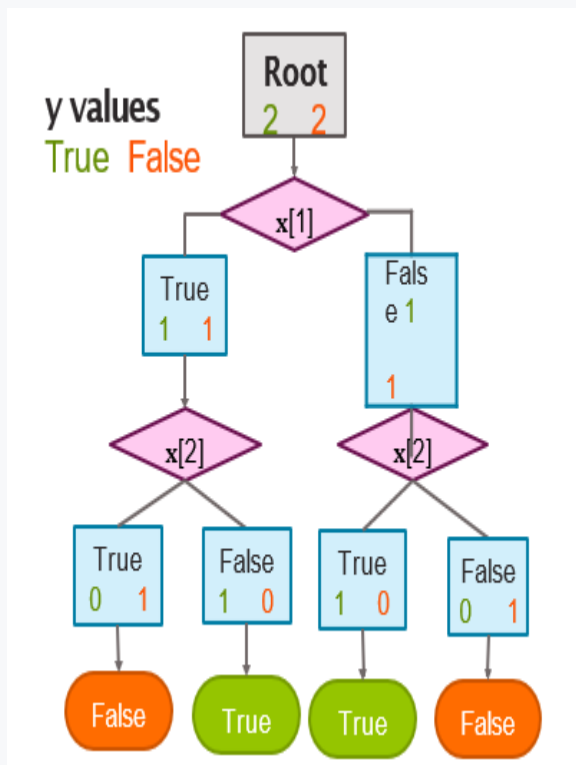 Root
2 2
y values
True False
x[1]
True
1 1
Fals
e 1
1
x[2]
x[2]
True
0 1
False
1 0
True
1 0
False
0 1
False
True
True
False